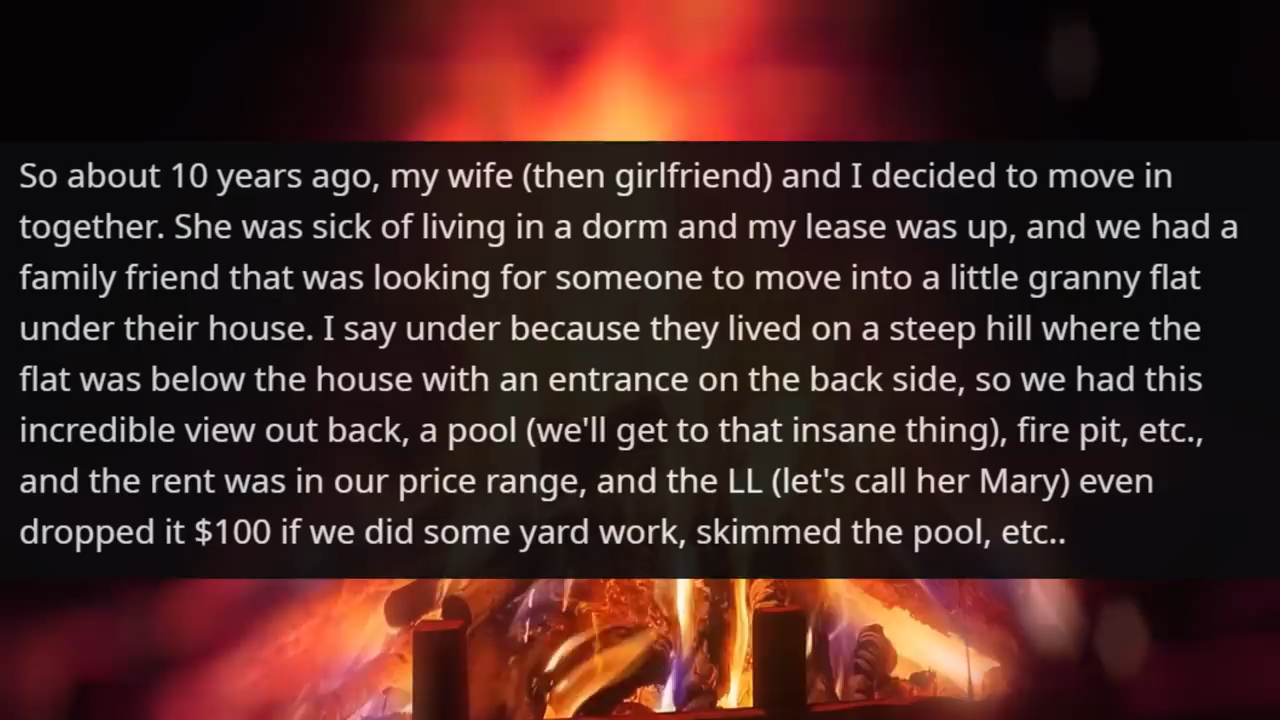 So about 10 years ago, my wife (then girlfriend) and I decided to move in
together. She was sick of living in a dorm and my lease was up, and we had a
family friend that was looking for someone to move into a little granny flat
under their house. I say under because they lived on a steep hill where the
flat was below the house with an entrance on the back side, so we had this
incredible view out back, a pool (we'll get to that insane thing), fire pit, etc.,
and the rent was in our price range, and the LL (let's call her Mary) even
dropped it $100 if we did some yard work, skimmed the pool, etc..